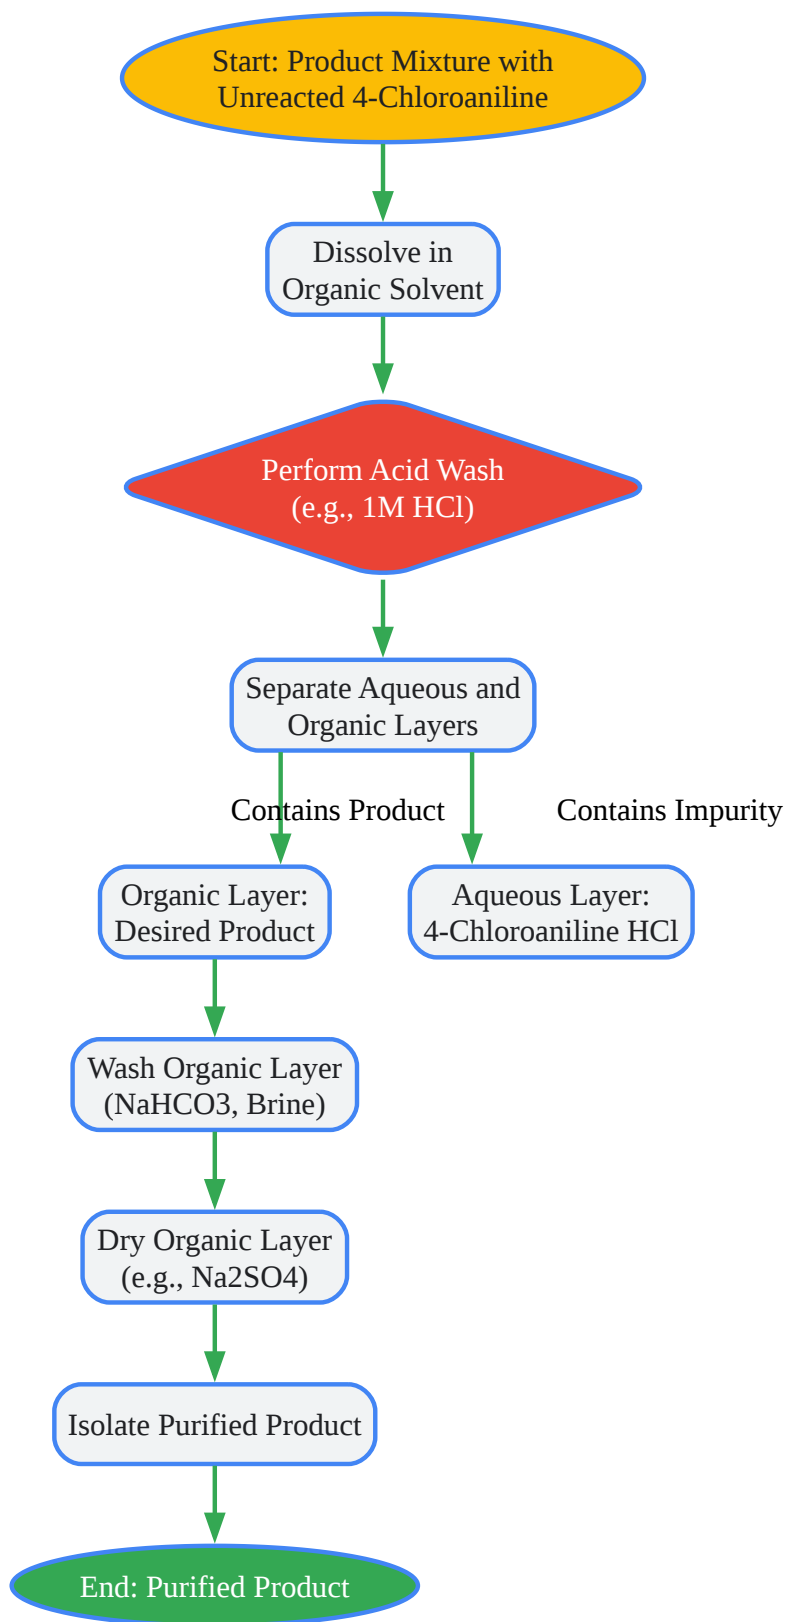 Start: Product Mixture with
Unreacted 4-Chloroaniline
Dissolve in
Organic Solvent
Perform Acid Wash
(e.g., 1M HCl)
Separate Aqueous and
Organic Layers
Contains Product
Contains Impurity
Organic Layer:
Desired Product
Aqueous Layer:
4-Chloroaniline HCl
Wash Organic Layer
(NaHCO3, Brine)
Dry Organic Layer
(e.g., Na2SO4)
Isolate Purified Product
End: Purified Product